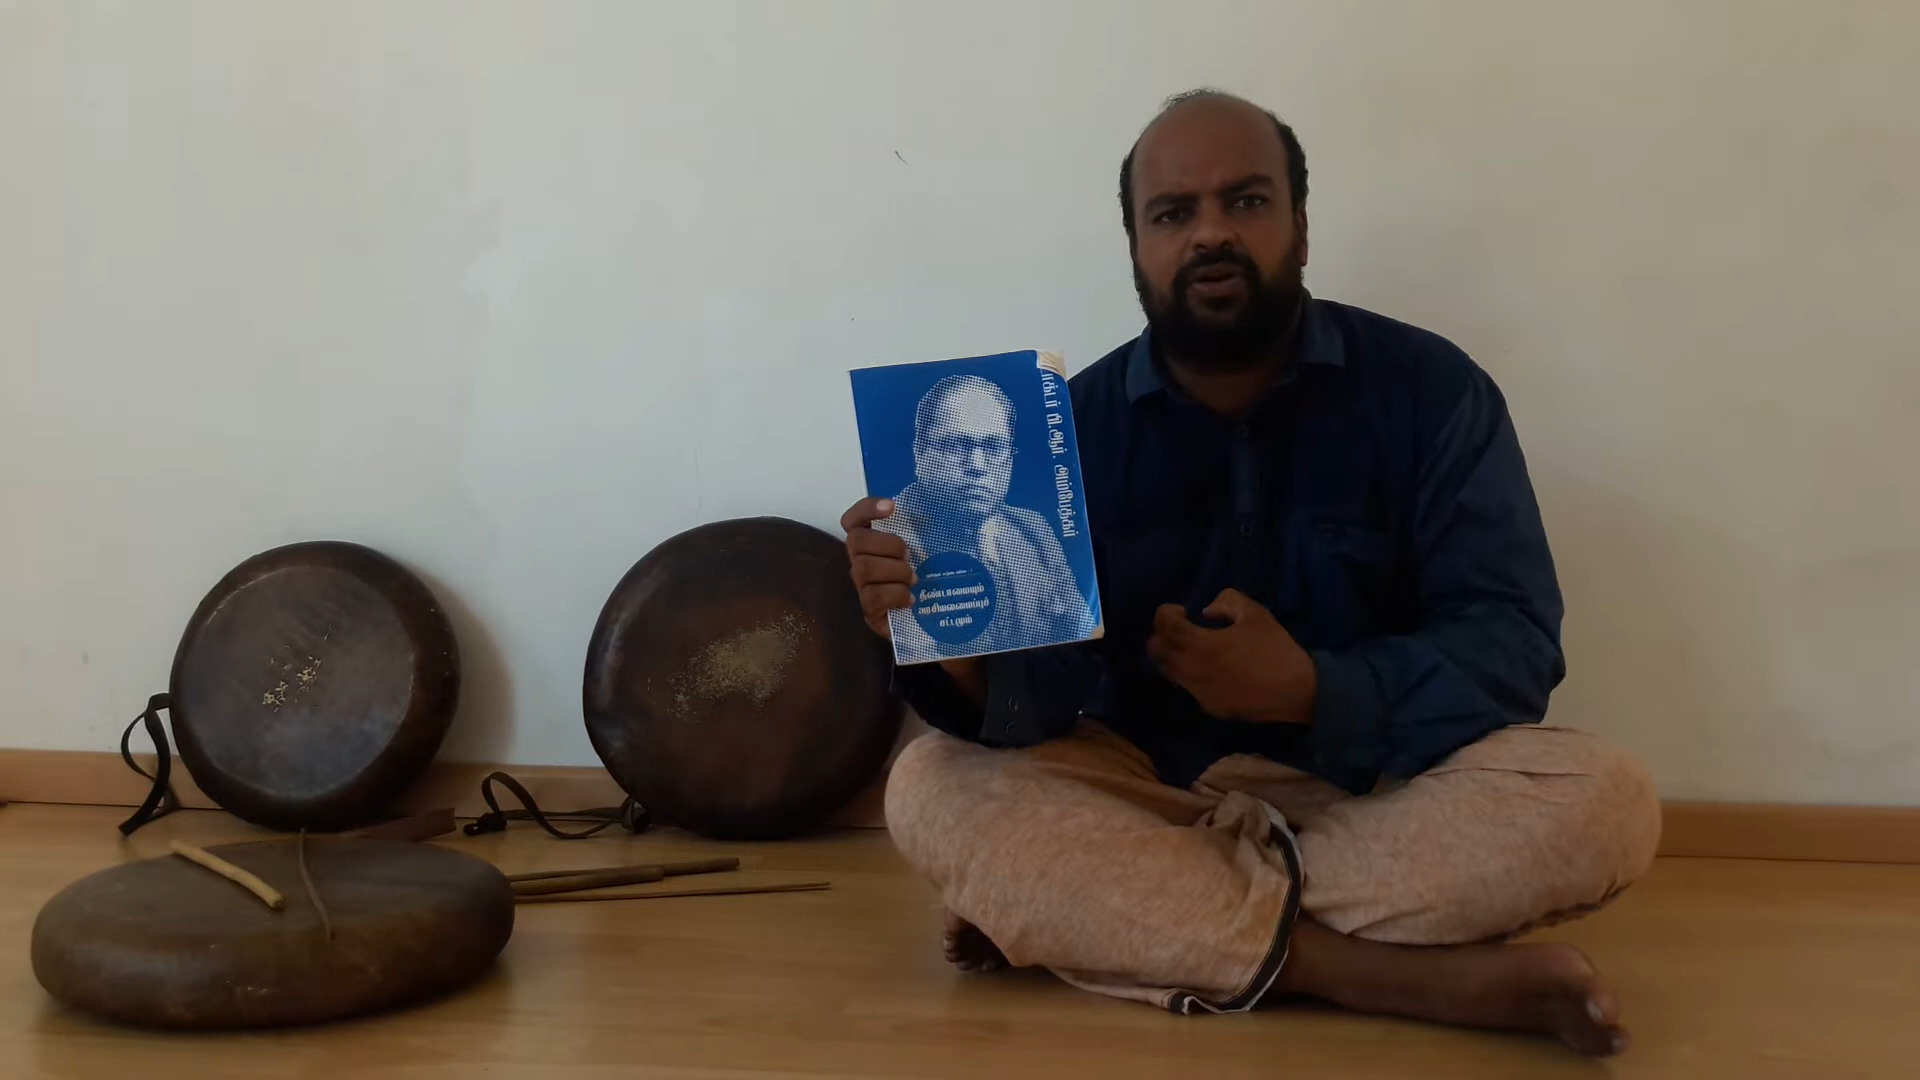 டாக்டர் பி.ஆர். அம்பேத்கர்
தீண்டாமையும்
அரசியலமைப்புச்
சட்டமும்